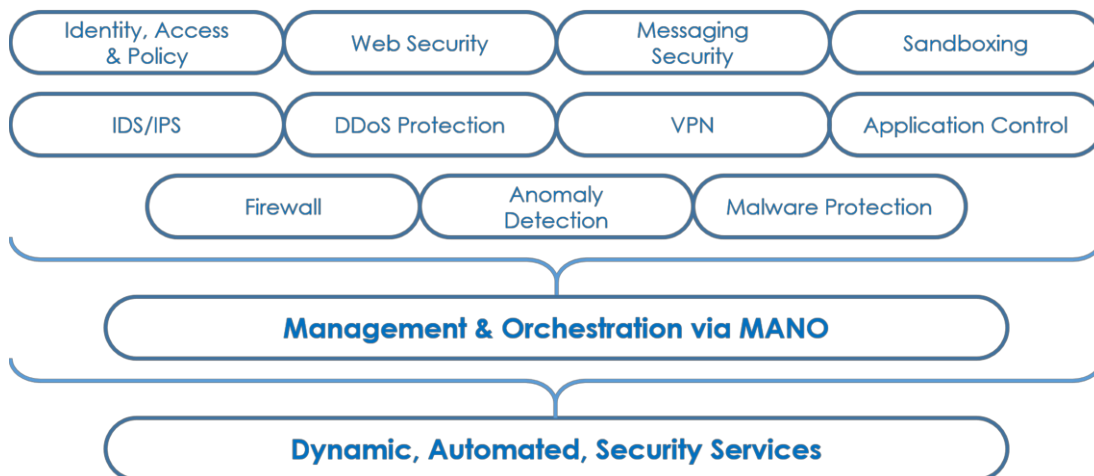 Identity, Access
& Policy
Web Security
Messaging
Security
Sandboxing
IDS/IPS
DDoS Protection
VPN
Application Control
Firewall
Anomaly
Detection
Malware Protection
Management & Orchestration via MANO
Dynamic, Automated, Security Services